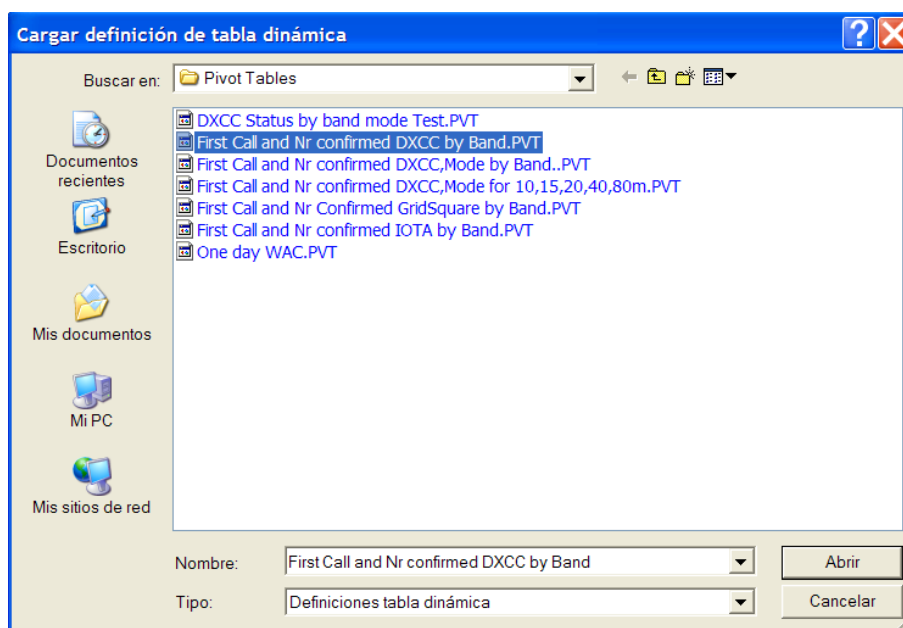 Cargar definición de tabla dinámica
Buscar en: Pivot Tables
Documentos
recientes
Escritorio
Mis documentos
Mi PC
Mis sitios de red
DXCC Status by band mode Test.PVT
First Call and Nr confirmed DXCC by Band.PVT
First Call and Nr confirmed DXCC,Mode by Band..PVT
First Call and Nr confirmed DXCC,Mode for 10,15,20,40,80m.PVT
First Call and Nr Confirmed GridSquare by Band.PVT
First Call and Nr confirmed IOTA by Band.PVT
One day WAC.PVT
Nombre: First Call and Nr confirmed DXCC by Band Abrir
Tipo: Definiciones tabla dinámica Cancelar